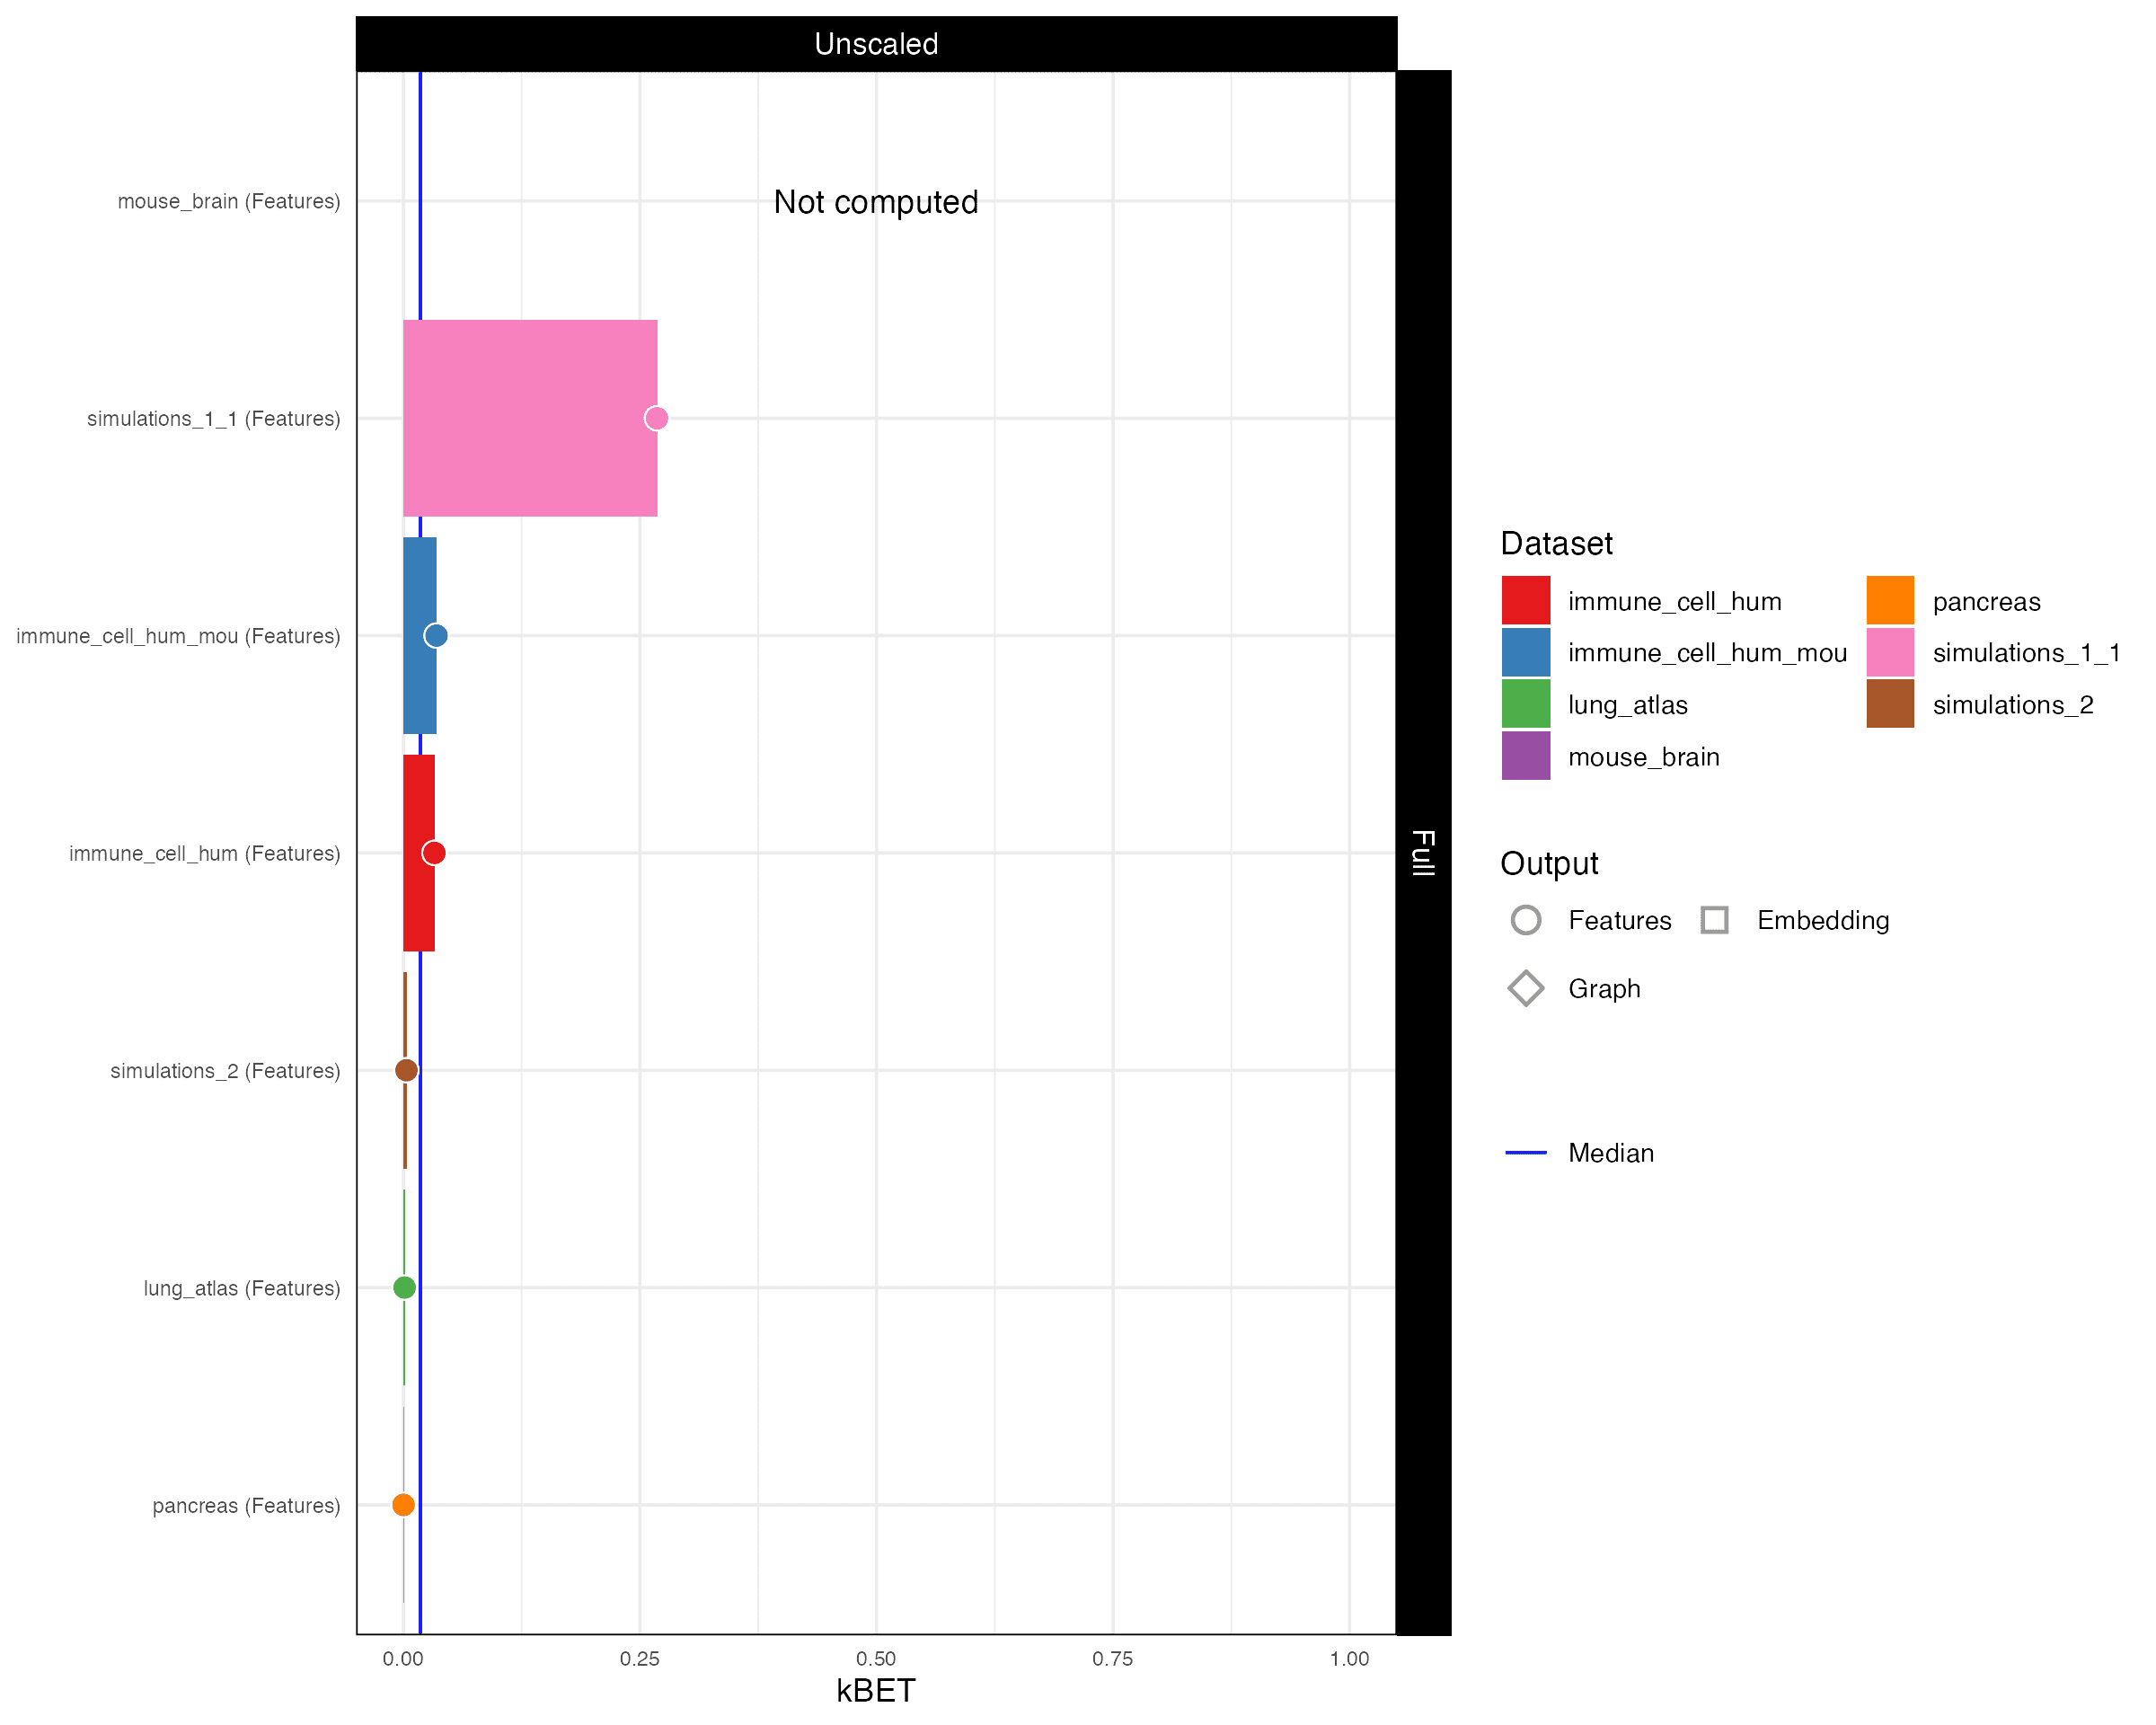 Unscaled
mouse_brain (Features)
Not computed
simulations_1_1 (Features)
immune_cell_hum_mou (Features)
immune_cell_hum (Features)
simulations_2 (Features)
lung_atlas (Features)
pancreas (Features)
0.00 0.25 0.50 0.75 1.00
kBET
Full
Dataset
immune_cell_hum pancreas
immune_cell_hum_mou simulations_1_1
lung_atlas simulations_2
mouse_brain
Output
Features Embedding
Graph
Median